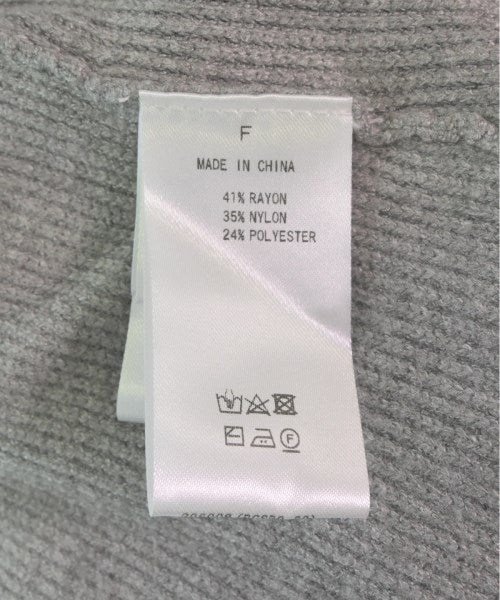 F
MADE IN CHINA
41% RAYON
35% NYLON
24% POLYESTER
F